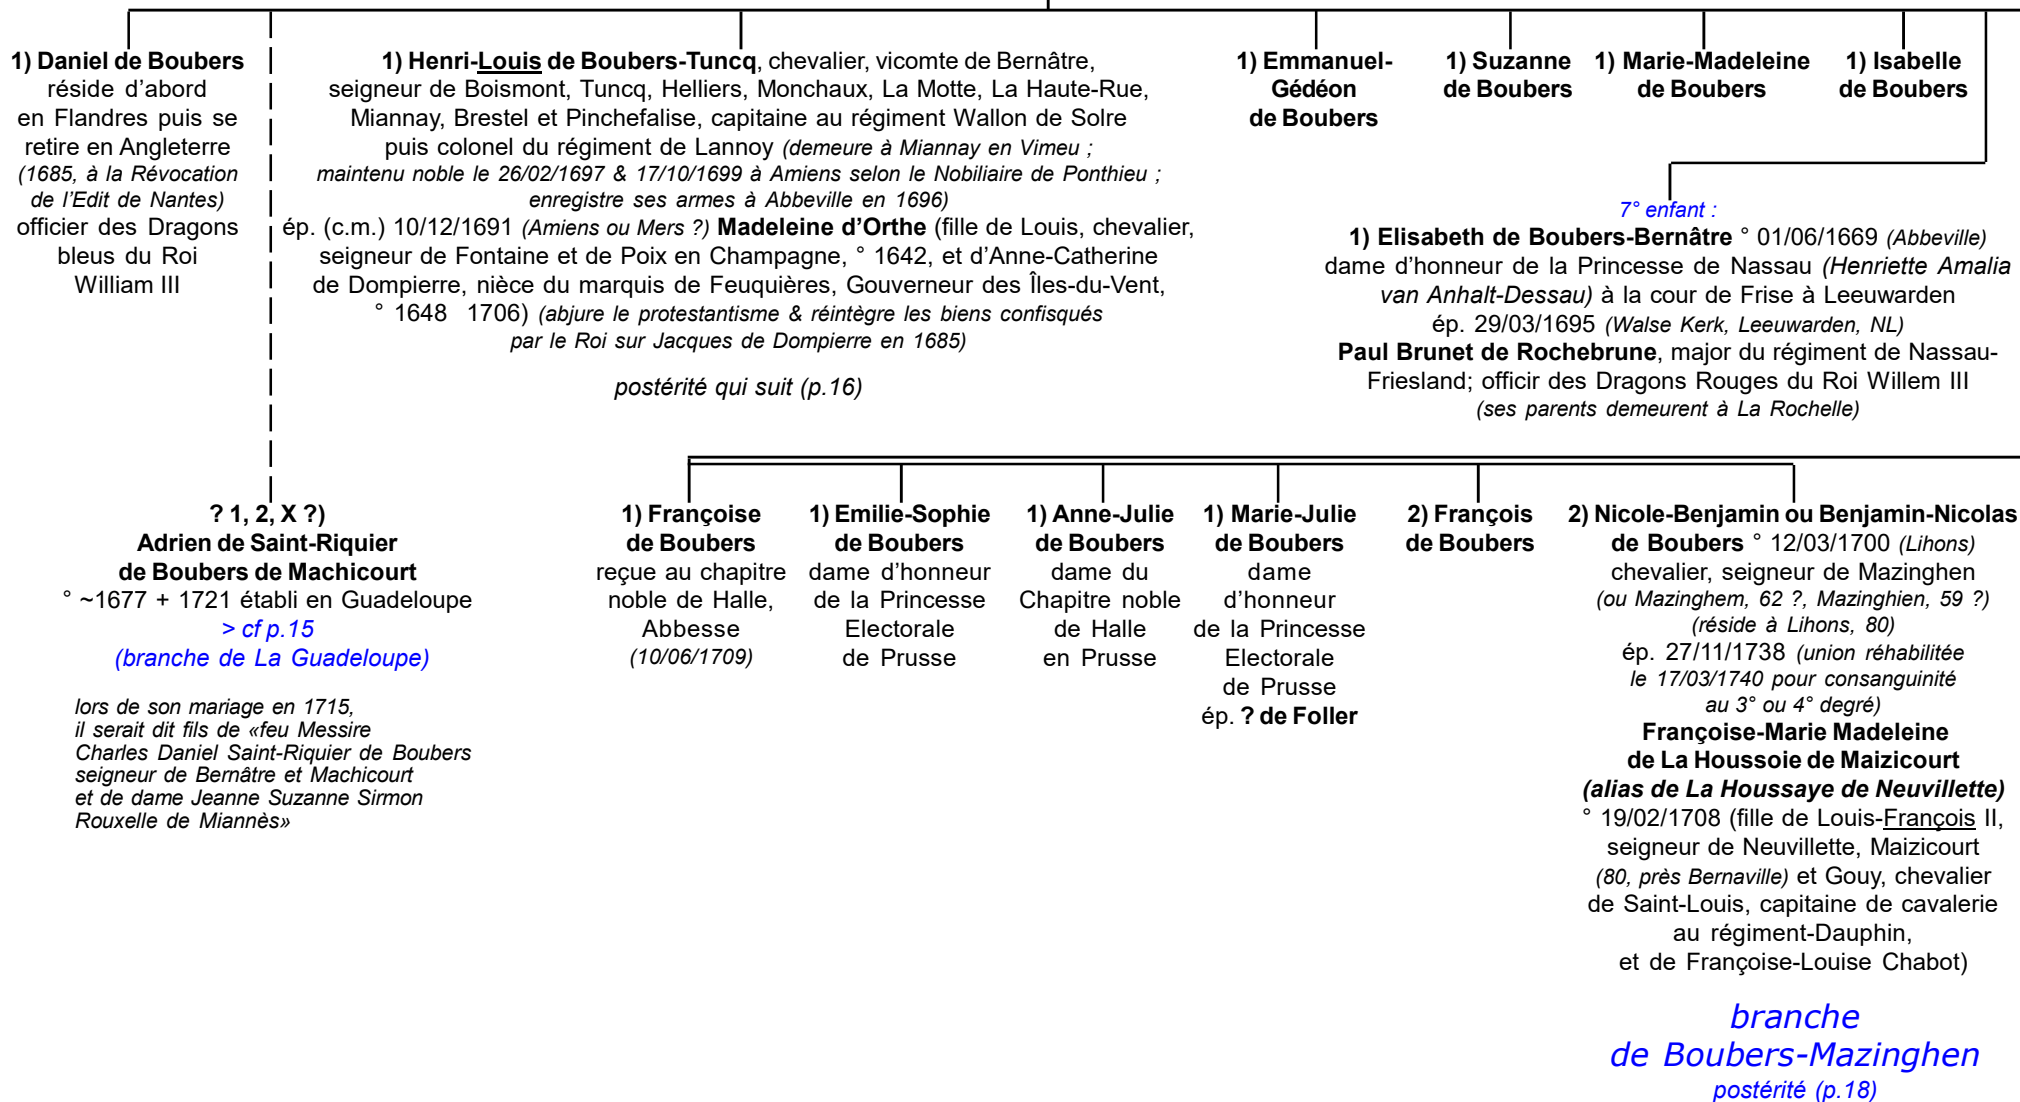 1) Daniel de Boubers
réside d'abord
en Flandres puis se
retire en Angleterre
(1685, à la Révocation
de l'Edit de Nantes)
officier des Dragons
bleus du Roi
William III
1) Henri-Louis de Boubers-Tuncq, chevalier, vicomte de Bernâtre,
seigneur de Boismont, Tuncq, Helliers, Monchaux, La Motte, La Haute-Rue,
Miannay, Brestel et Pinchefalise, capitaine au régiment Wallon de Solre
puis colonel du régiment de Lannoy (demeure à Miannay en Vimeu ;
maintenu noble le 26/02/1697 & 17/10/1699 à Amiens selon le Nobiliaire de Ponthieu ;
enregistre ses armes à Abbeville en 1696)
ép. (c.m.) 10/12/1691 (Amiens ou Mers ?) Madeleine d'Orthe (fille de Louis, chevalier,
seigneur de Fontaine et de Poix en Champagne, ° 1642, et d'Anne-Catherine
de Dompierre, nièce du marquis de Feuquières, Gouverneur des Îles-du-Vent,
° 1648 1706) (abjure le protestantisme & réintègre les biens confisqués
par le Roi sur Jacques de Dompierre en 1685)
postérité qui suit (p.16)
1) Emmanuel-
Gédéon
de Boubers
1) Suzanne
de Boubers
1) Marie-Madeleine
de Boubers
1) Isabelle
de Boubers
7° enfant :
1) Elisabeth de Boubers-Bernâtre ° 01/06/1669 (Abbeville)
dame d'honneur de la Princesse de Nassau (Henriette Amalia
van Anhalt-Dessau) à la cour de Frise à Leeuwarden
ép. 29/03/1695 (Walse Kerk, Leeuwarden, NL)
Paul Brunet de Rochebrune, major du régiment de Nassau-
Friesland; officir des Dragons Rouges du Roi Willem III
(ses parents demeurent à La Rochelle)
? 1, 2, X ?)
Adrien de Saint-Riquier
de Boubers de Machicourt
° ~1677 + 1721 établi en Guadeloupe
> cf p.15
(branche de La Guadeloupe)
lors de son mariage en 1715,
il serait dit fils de «feu Messire
Charles Daniel Saint-Riquier de Boubers
seigneur de Bernâtre et Machicourt
et de dame Jeanne Suzanne Sirmon
Rouxelle de Miannès»
1) Françoise
de Boubers
reçue au chapitre
noble de Halle,
Abbesse
(10/06/1709)
1) Emilie-Sophie
de Boubers
dame d'honneur
de la Princesse
Electorale
de Prusse
1) Anne-Julie
de Boubers
dame du
Chapitre noble
de Halle
en Prusse
1) Marie-Julie
de Boubers
dame
d'honneur
de la Princesse
Electorale
de Prusse
ép. ? de Foller
2) François
de Boubers
2) Nicole-Benjamin ou Benjamin-Nicolas
de Boubers ° 12/03/1700 (Lihons)
chevalier, seigneur de Mazinghen
(ou Mazinghem, 62 ?, Mazinghien, 59 ?)
(réside à Lihons, 80)
ép. 27/11/1738 (union réhabilitée
le 17/03/1740 pour consanguinité
au 3° ou 4° degré)
Françoise-Marie Madeleine
de La Houssoie de Maizicourt
(alias de La Houssaye de Neuvillette)
° 19/02/1708 (fille de Louis-François II,
seigneur de Neuvillette, Maizicourt
(80, près Bernaville) et Gouy, chevalier
de Saint-Louis, capitaine de cavalerie
au régiment-Dauphin,
et de Françoise-Louise Chabot)
branche
de Boubers-Mazinghen
postérité (p.18)